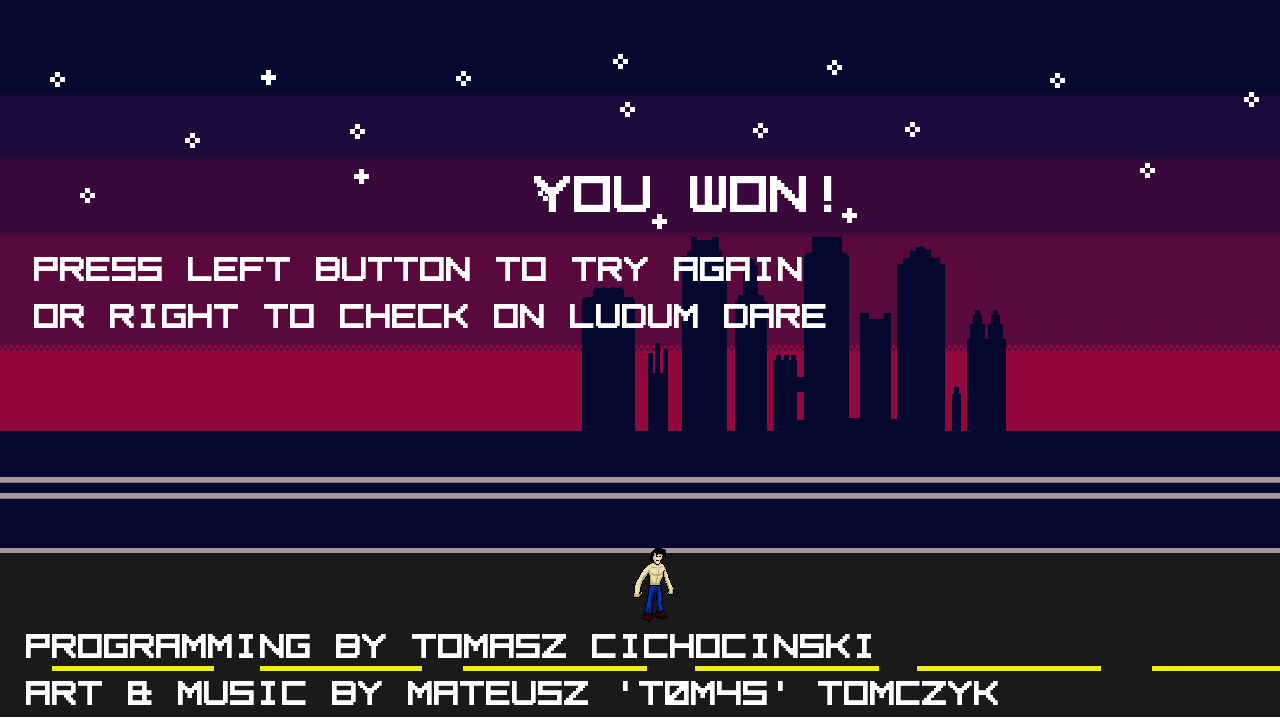 YOU WON!
PRESS LEFT BUTTON TO TRY AGAIN
OR RIGHT TO CHECK ON LUDUM DARE
PROGRAMMING BY TOMASZ CICHOCINSKI
ART & MUSIC BY MATEUSZ 'TØM4S' TOMCZYK